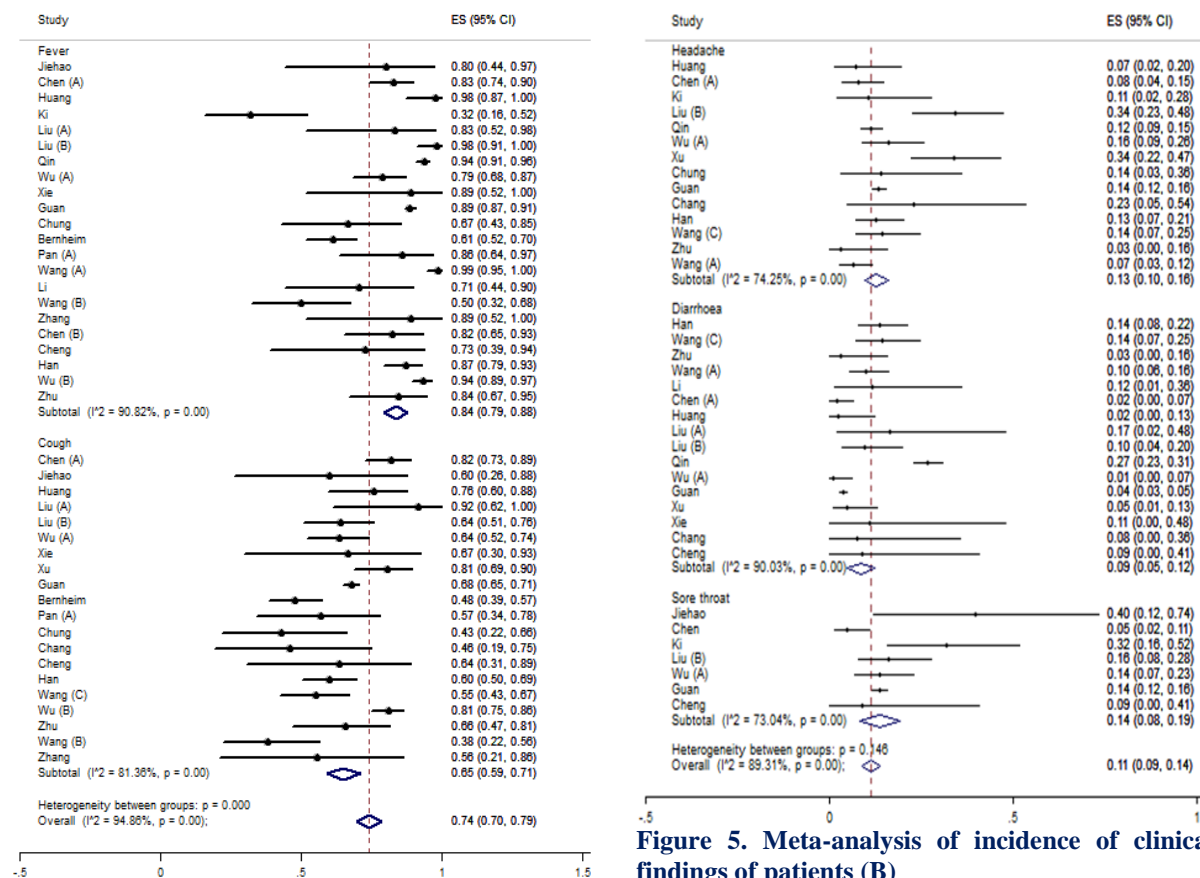 Study ES (95% CI)
Fever
Jiehao 0.80 (0.44, 0.97)
Chen (A) 0.83 (0.74, 0.90)
Huang 0.98 (0.87, 1.00)
Ki 0.32 (0.16, 0.52)
Liu (A) 0.83 (0.52, 0.98)
Liu (B) 0.98 (0.91, 1.00)
Qin 0.94 (0.91, 0.96)
Wu (A) 0.79 (0.68, 0.87)
Xie 0.89 (0.52, 1.00)
Guan 0.89 (0.87, 0.91)
Chung 0.67 (0.43, 0.85)
Bernheim 0.61 (0.52, 0.70)
Pan (A) 0.86 (0.64, 0.97)
Wang (A) 0.99 (0.95, 1.00)
Li 0.71 (0.44, 0.90)
Wang (B) 0.50 (0.32, 0.68)
Zhang 0.89 (0.52, 1.00)
Chen (B) 0.82 (0.65, 0.93)
Cheng 0.73 (0.39, 0.94)
Han 0.87 (0.79, 0.93)
Wu (B) 0.94 (0.89, 0.97)
Zhu 0.84 (0.67, 0.95)
Subtotal (I^2 = 90.82%, p = 0.00) 0.84 (0.79, 0.88)
Cough
Chen (A) 0.82 (0.73, 0.89)
Jiehao 0.60 (0.26, 0.88)
Huang 0.76 (0.60, 0.88)
Liu (A) 0.92 (0.62, 1.00)
Liu (B) 0.64 (0.51, 0.76)
Wu (A) 0.64 (0.52, 0.74)
Xie 0.67 (0.30, 0.93)
Xu 0.81 (0.69, 0.90)
Guan 0.68 (0.65, 0.71)
Bernheim 0.48 (0.39, 0.57)
Pan (A) 0.57 (0.34, 0.78)
Chung 0.43 (0.22, 0.66)
Chang 0.46 (0.19, 0.75)
Cheng 0.64 (0.31, 0.89)
Han 0.60 (0.50, 0.69)
Wang (C) 0.55 (0.43, 0.67)
Wu (B) 0.81 (0.75, 0.86)
Zhu 0.66 (0.47, 0.81)
Wang (B) 0.38 (0.22, 0.56)
Zhang 0.56 (0.21, 0.86)
Subtotal (I^2 = 81.36%, p = 0.00) 0.65 (0.59, 0.71)
Heterogeneity between groups: p = 0.000
Overall (I^2 = 94.86%, p = 0.00); 0.74 (0.70, 0.79)
-.5 0 .5 1 1.5
Study ES (95% CI)
Headache
Huang 0.07 (0.02, 0.20)
Chen (A) 0.08 (0.04, 0.15)
Ki 0.11 (0.02, 0.28)
Liu (B) 0.34 (0.23, 0.48)
Qin 0.12 (0.09, 0.15)
Wu (A) 0.16 (0.09, 0.26)
Xu 0.34 (0.22, 0.47)
Chung 0.14 (0.03, 0.36)
Guan 0.14 (0.12, 0.16)
Chang 0.23 (0.05, 0.54)
Han 0.13 (0.07, 0.21)
Wang (C) 0.14 (0.07, 0.25)
Zhu 0.03 (0.00, 0.16)
Wang (A) 0.07 (0.03, 0.12)
Subtotal (I^2 = 74.25%, p = 0.00) 0.13 (0.10, 0.16)
Diarrhoea
Han 0.14 (0.08, 0.22)
Wang (C) 0.14 (0.07, 0.25)
Zhu 0.03 (0.00, 0.16)
Wang (A) 0.10 (0.06, 0.16)
Li 0.12 (0.01, 0.36)
Chen (A) 0.02 (0.00, 0.07)
Huang 0.02 (0.00, 0.13)
Liu (A) 0.17 (0.02, 0.48)
Liu (B) 0.10 (0.04, 0.20)
Qin 0.27 (0.23, 0.31)
Wu (A) 0.01 (0.00, 0.07)
Guan 0.04 (0.03, 0.05)
Xu 0.05 (0.01, 0.13)
Xie 0.11 (0.00, 0.48)
Chang 0.08 (0.00, 0.36)
Cheng 0.09 (0.00, 0.41)
Subtotal (I^2 = 90.03%, p = 0.00) 0.09 (0.05, 0.12)
Sore throat
Jiehao 0.40 (0.12, 0.74)
Chen 0.05 (0.02, 0.11)
Ki 0.32 (0.16, 0.52)
Liu (B) 0.16 (0.08, 0.28)
Wu (A) 0.14 (0.07, 0.23)
Guan 0.14 (0.12, 0.16)
Cheng 0.09 (0.00, 0.41)
Subtotal (I^2 = 73.04%, p = 0.00) 0.14 (0.08, 0.19)
Heterogeneity between groups: p = 0.146
Overall (I^2 = 89.31%, p = 0.00); 0.11 (0.09, 0.14)
-.5 0 .5 1
Figure 5. Meta-analysis of incidence of clinical
findings of patients (B)